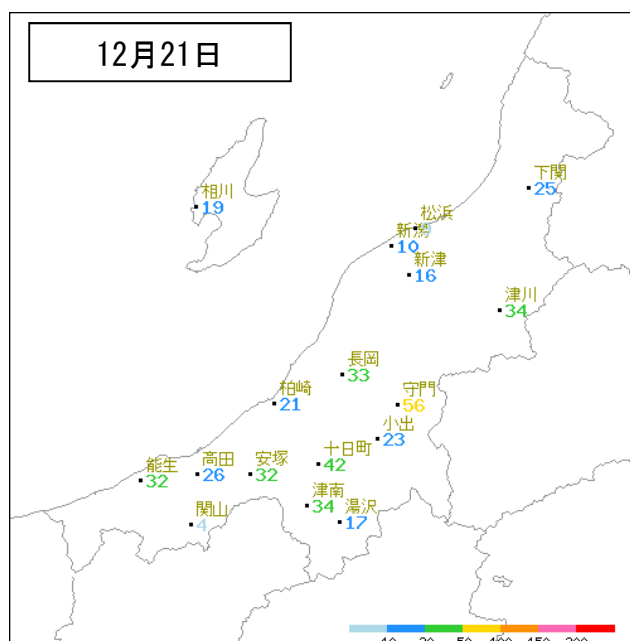 12月21日
下関
25
相川
19
松浜
新潟
10
新津
16
津川
34
長岡
33
柏崎
21
守門
56
小出
23
十日町
42
能生
32
高田
26
安塚
32
津南
34
湯沢
17
関山
4